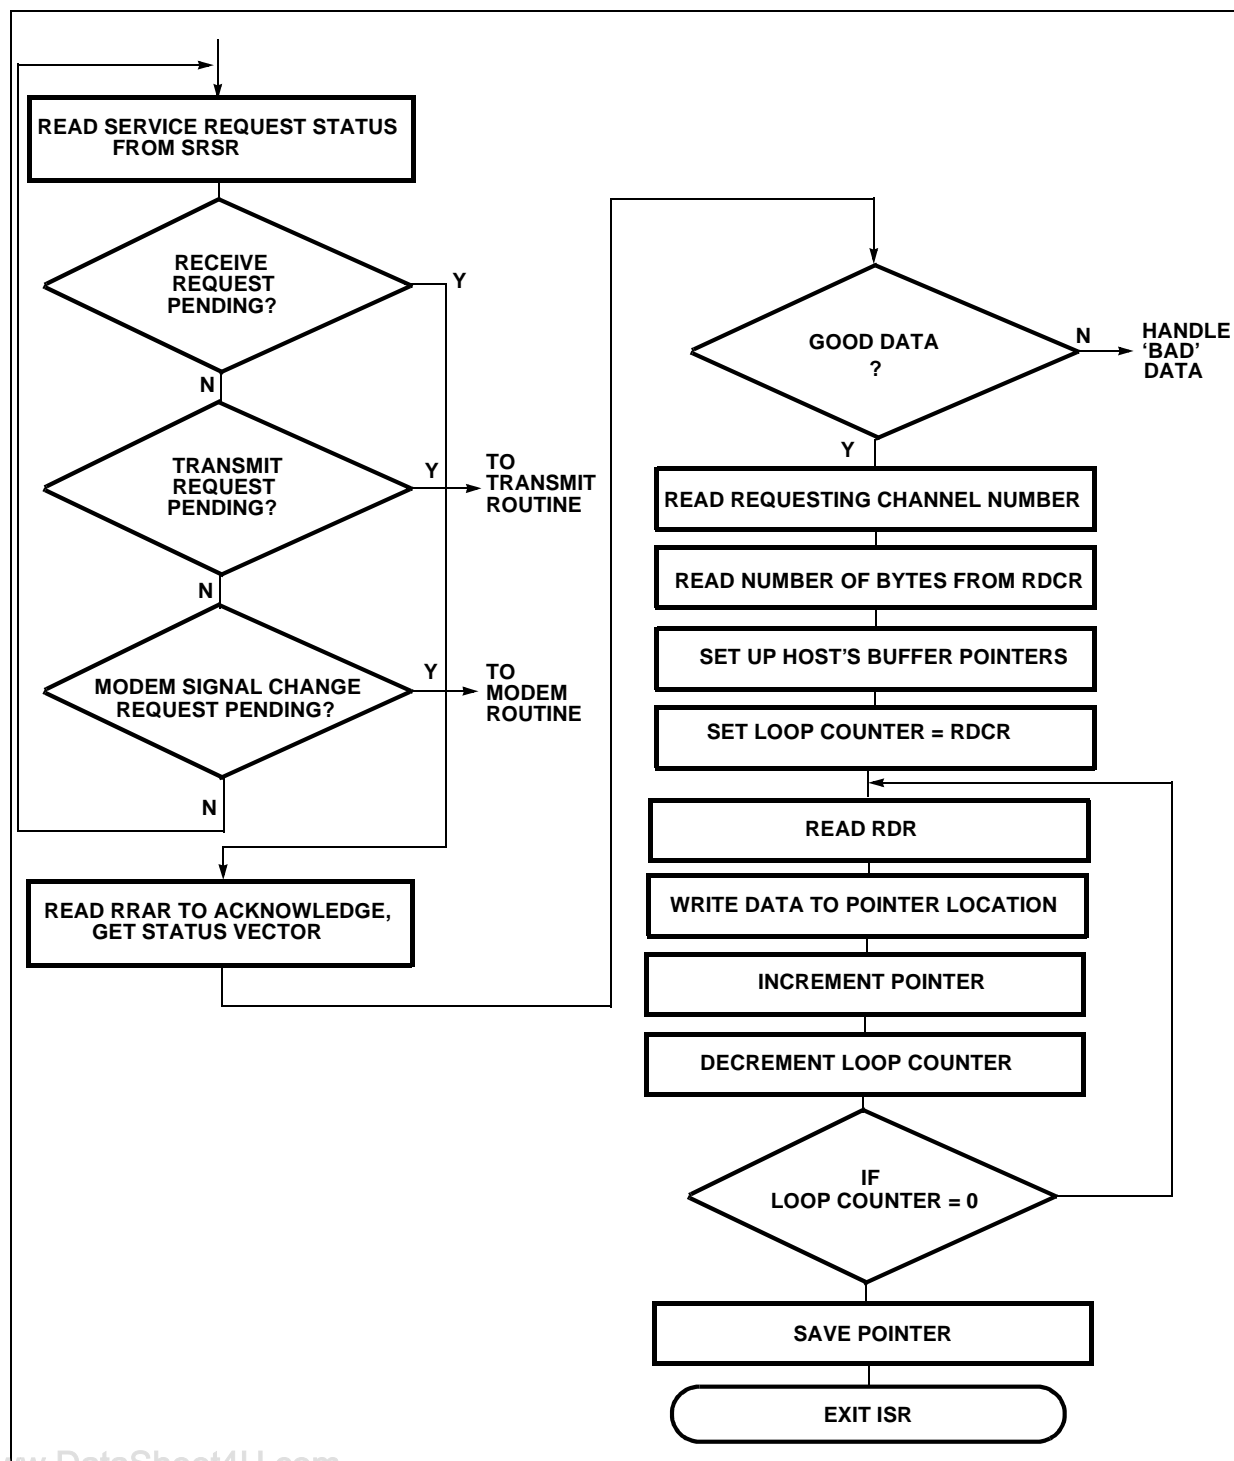 READ SERVICE REQUEST STATUS
FROM SRSR
RECEIVE
REQUEST
PENDING?
Y
N
TRANSMIT
REQUEST
PENDING?
Y
TO
TRANSMIT
ROUTINE
N
MODEM SIGNAL CHANGE
REQUEST PENDING?
Y
TO
MODEM
ROUTINE
N
READ RRAR TO ACKNOWLEDGE,
GET STATUS VECTOR
GOOD DATA
?
N
HANDLE
‘BAD’
DATA
Y
READ REQUESTING CHANNEL NUMBER
READ NUMBER OF BYTES FROM RDCR
SET UP HOST’S BUFFER POINTERS
SET LOOP COUNTER = RDCR
READ RDR
WRITE DATA TO POINTER LOCATION
INCREMENT POINTER
DECREMENT LOOP COUNTER
IF
LOOP COUNTER = 0
SAVE POINTER
EXIT ISR